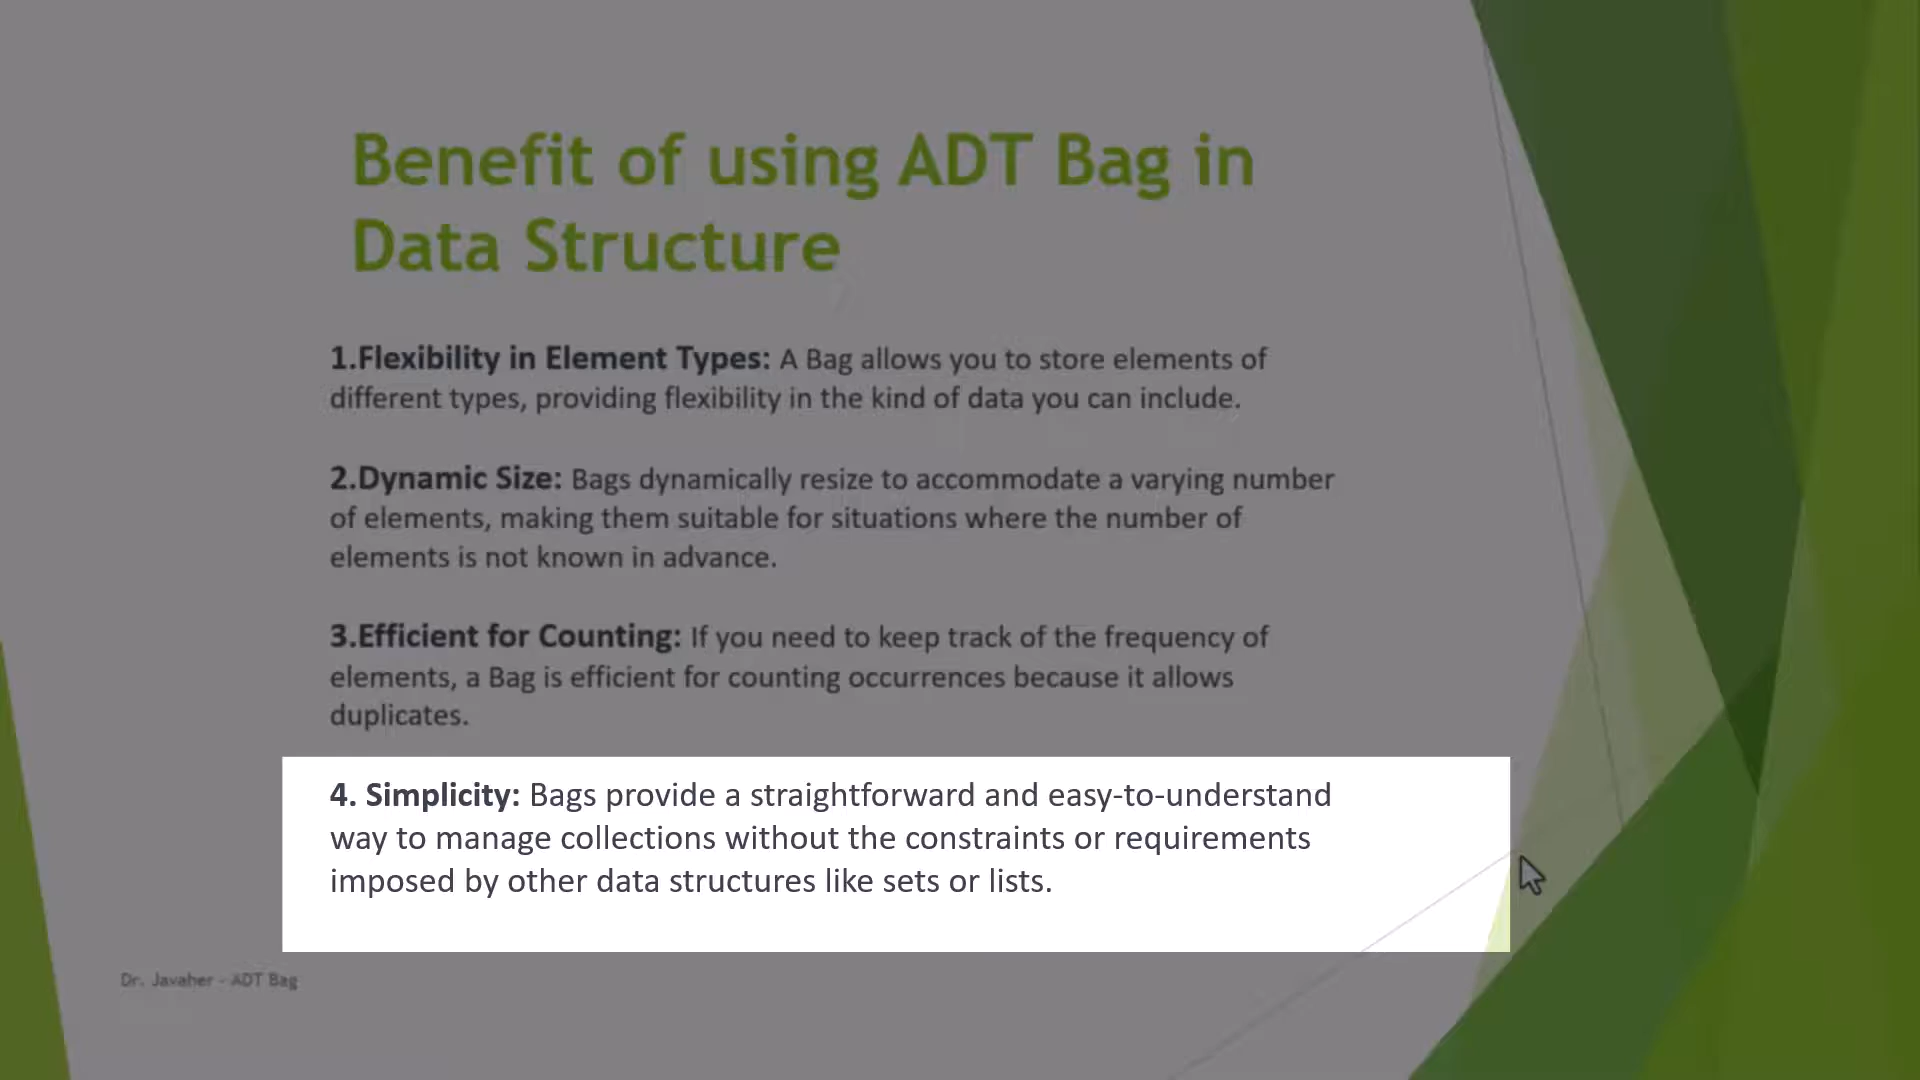 Benefit of using ADT Bag in
Data Structure
1.Flexibility in Element Types: A Bag allows you to store elements of
different types, providing flexibility in the kind of data you can include.
2.Dynamic Size: Bags dynamically resize to accommodate a varying number
of elements, making them suitable for situations where the number of
elements is not known in advance.
3.Efficient for Counting: If you need to keep track of the frequency of
elements, a Bag is efficient for counting occurrences because it allows
duplicates.
4. Simplicity: Bags provide a straightforward and easy-to-understand
way to manage collections without the constraints or requirements
imposed by other data structures like sets or lists.
Dr. Javaher - ADT Bag